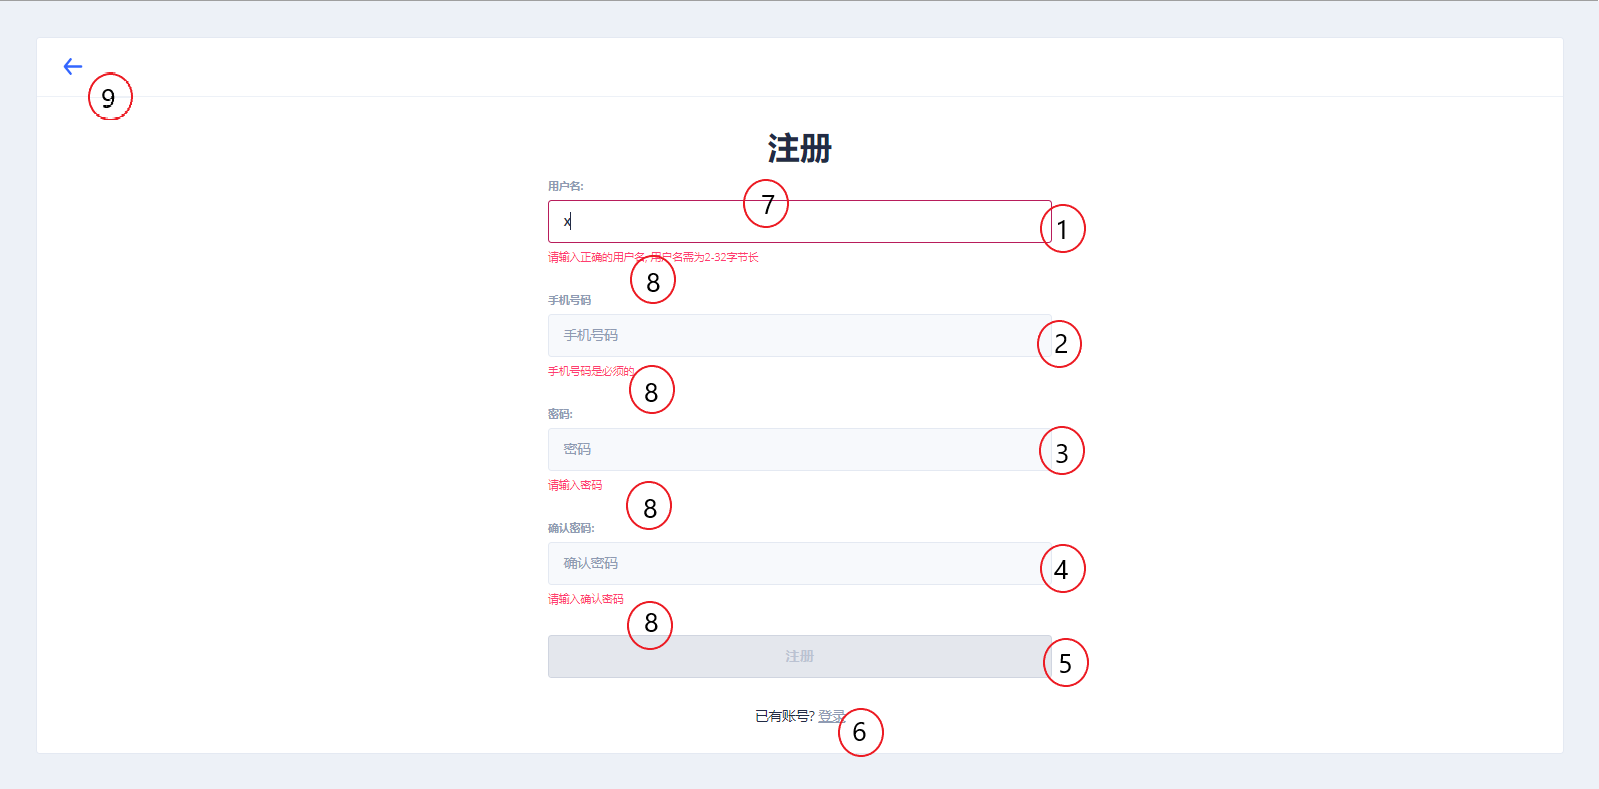 9
注册
用户名:
7
x
1
请输入正确的用户名, 用户名需为2-32字节长
8
手机号码
手机号码
2
手机号码是必须的
8
密码:
密码
3
请输入密码
8
确认密码:
确认密码
4
请输入确认密码
8
注册
5
已有账号? 登录
6